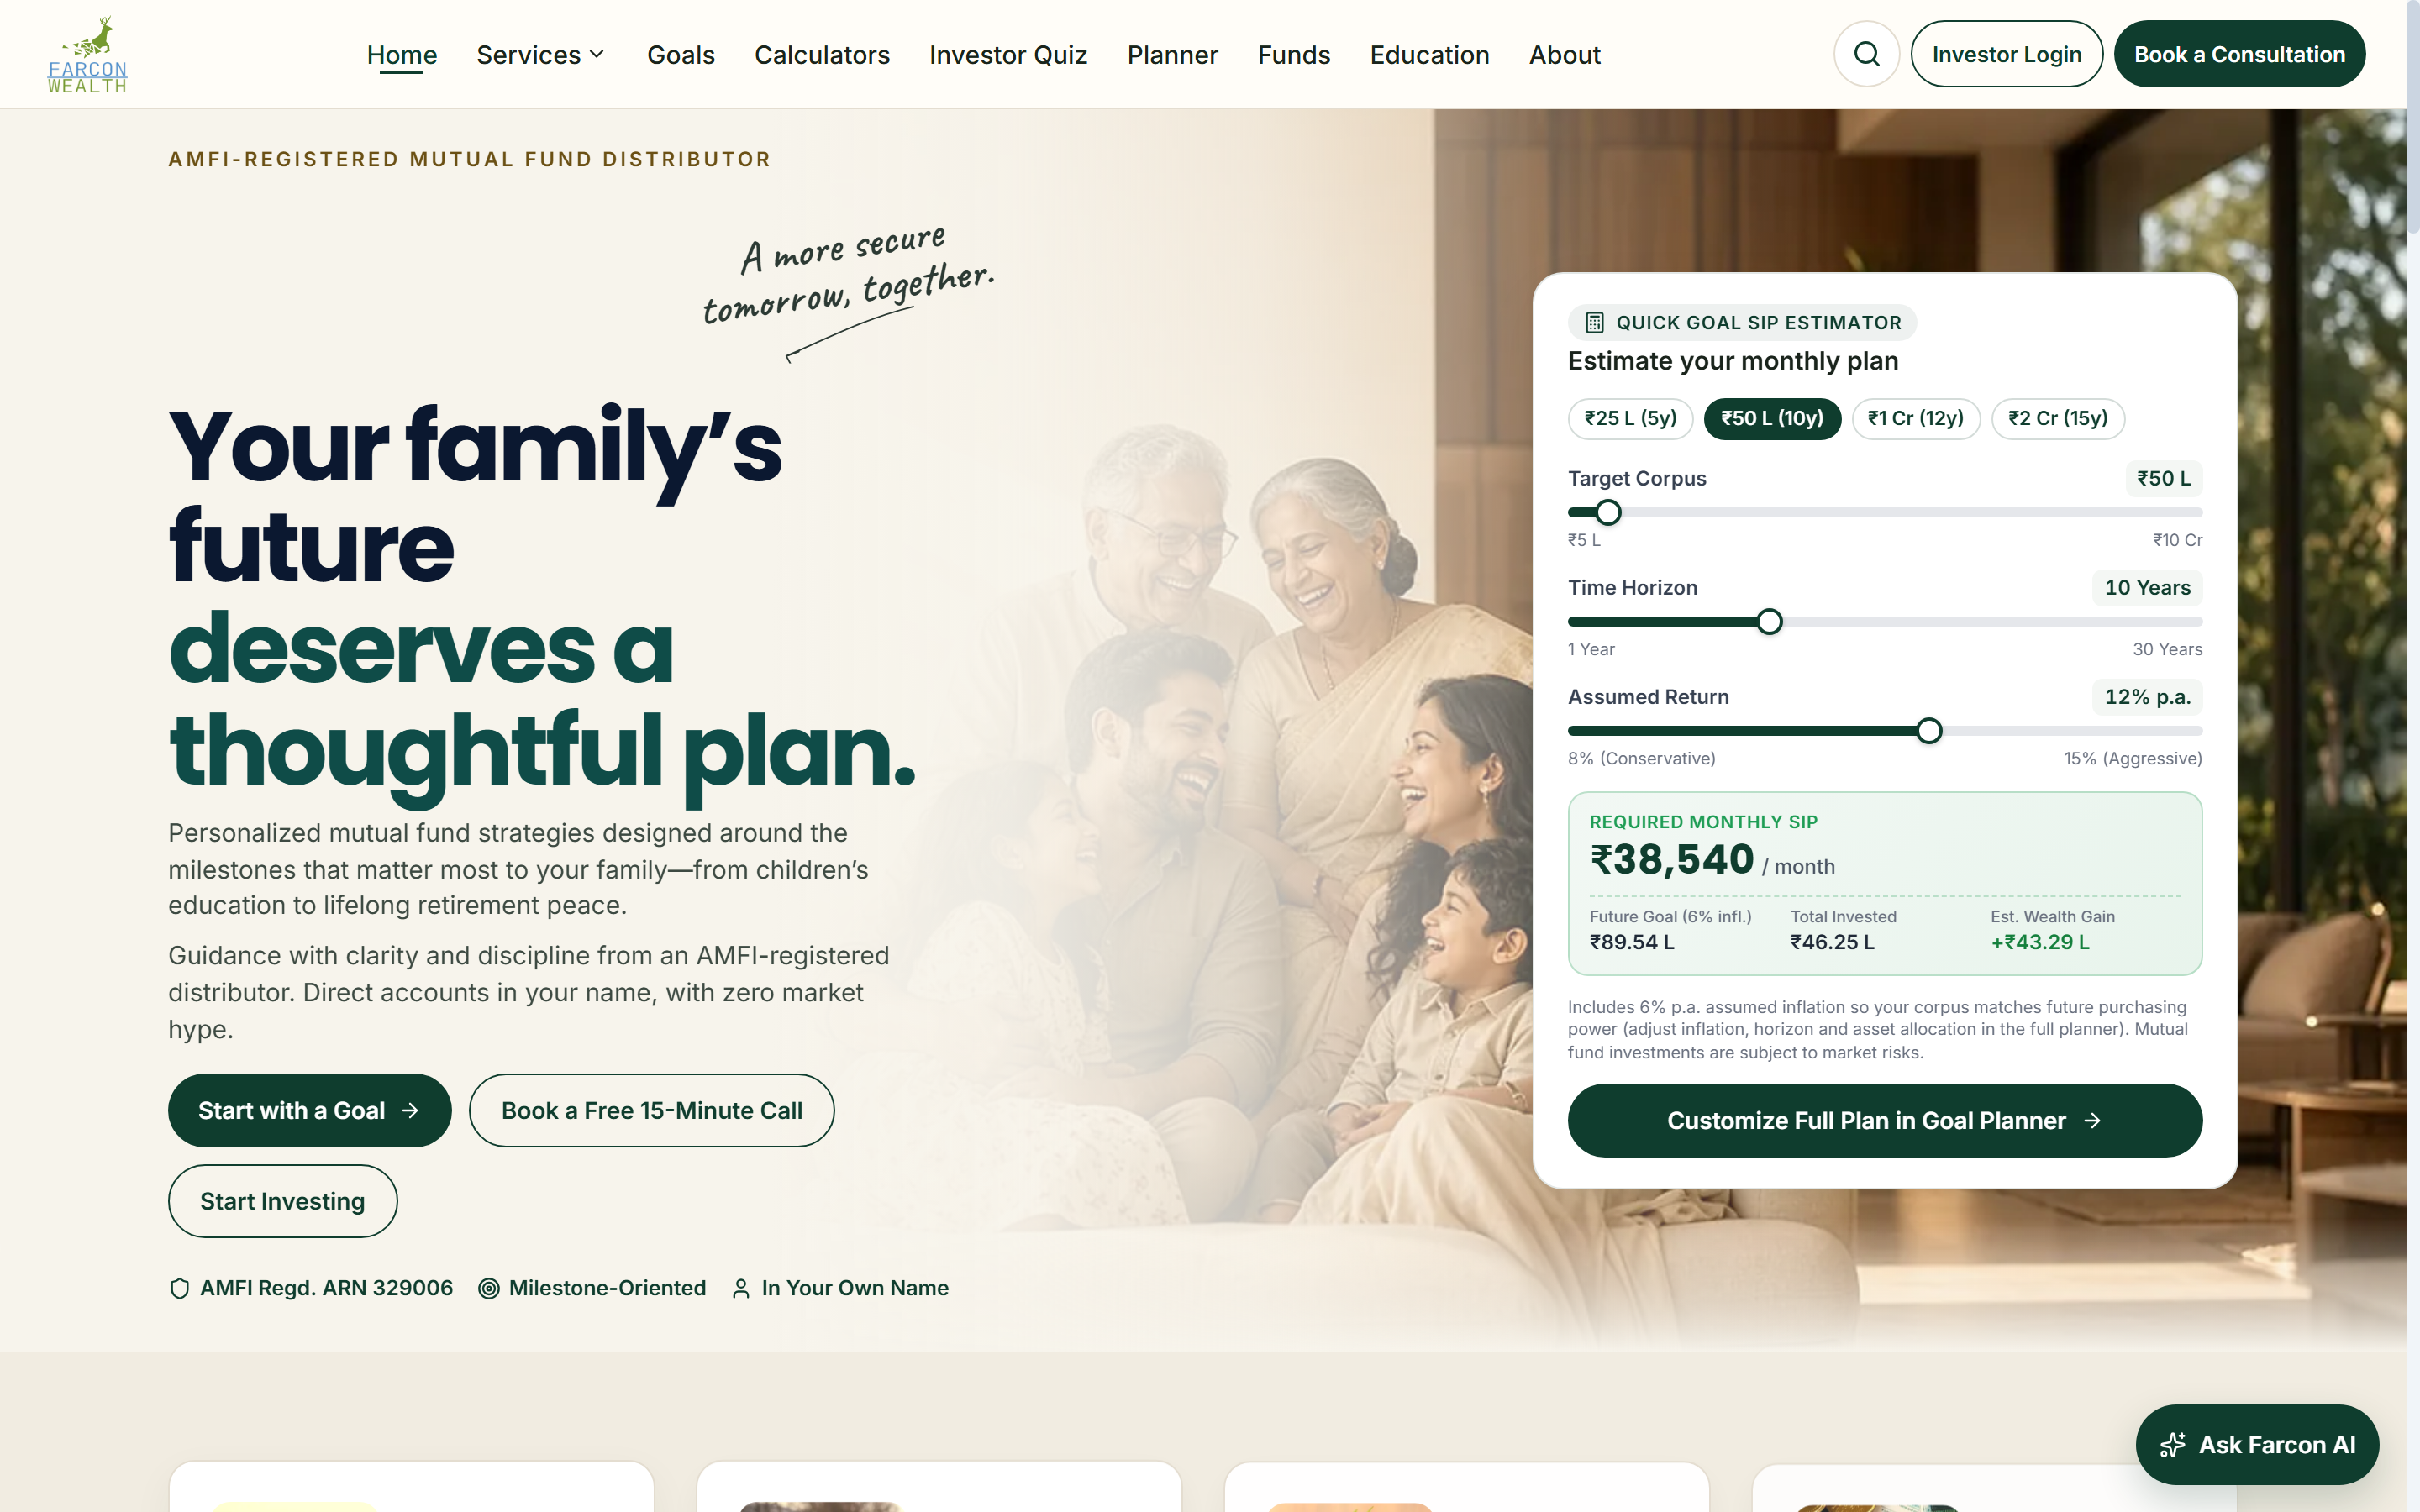 FARCON
WEALTH
Home
Services
Goals
Calculators
Investor Quiz
Planner
Funds
Education
About
Investor Login
Book a Consultation
AMFI-REGISTERED MUTUAL FUND DISTRIBUTOR
A more secure
tomorrow, together.
Your family’s
future
deserves a
thoughtful plan.
Personalized mutual fund strategies designed around the
milestones that matter most to your family—from children’s
education to lifelong retirement peace.
Guidance with clarity and discipline from an AMFI-registered
distributor. Direct accounts in your name, with zero market
hype.
Start with a Goal
Book a Free 15-Minute Call
Start Investing
AMFI Regd. ARN 329006
Milestone-Oriented
In Your Own Name
QUICK GOAL SIP ESTIMATOR
Estimate your monthly plan
₹25 L (5y)
₹50 L (10y)
₹1 Cr (12y)
₹2 Cr (15y)
Target Corpus
₹50 L
₹5 L
₹10 Cr
Time Horizon
10 Years
1 Year
30 Years
Assumed Return
12% p.a.
8% (Conservative)
15% (Aggressive)
REQUIRED MONTHLY SIP
₹38,540 / month
Future Goal (6% infl.)
₹89.54 L
Total Invested
₹46.25 L
Est. Wealth Gain
+₹43.29 L
Includes 6% p.a. assumed inflation so your corpus matches future purchasing
power (adjust inflation, horizon and asset allocation in the full planner). Mutual
fund investments are subject to market risks.
Customize Full Plan in Goal Planner
Ask Farcon AI